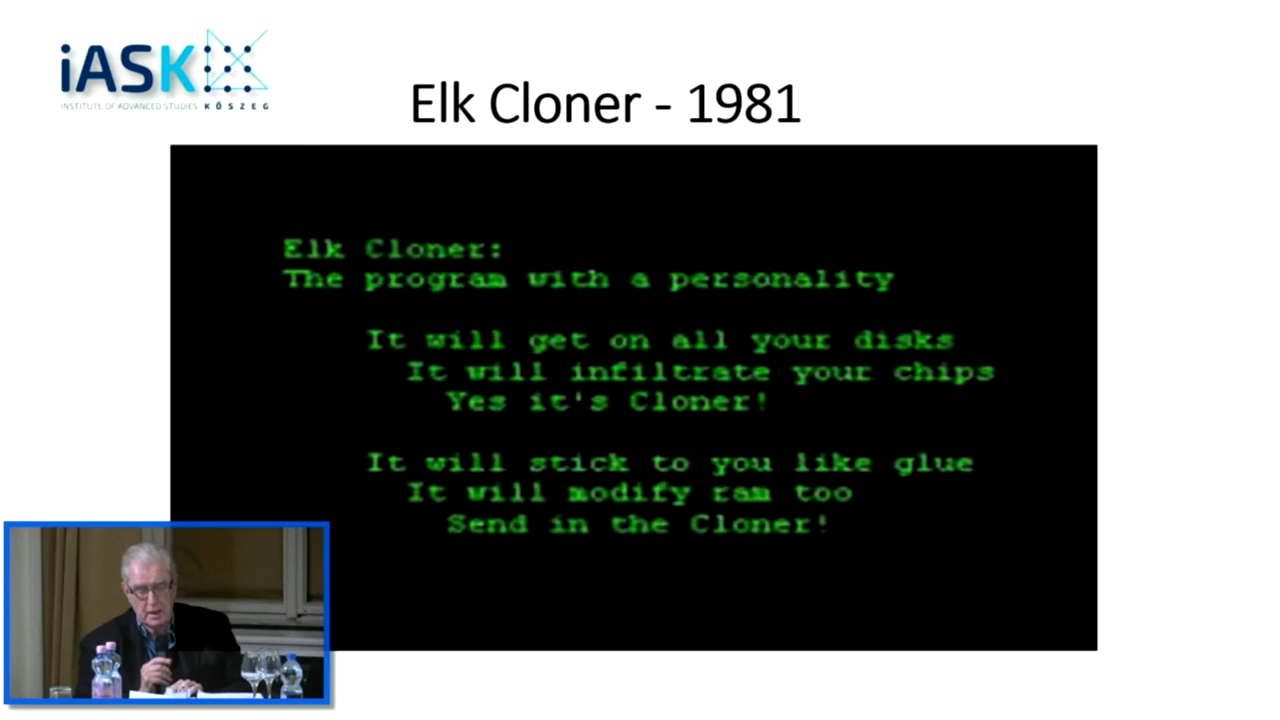 iASK
INSTITUTE OF ADVANCED STUDIES KŐSZEG
Elk Cloner - 1981
Elk Cloner:
The program with a personality
It will get on all your disks
It will infiltrate your chips
Yes it's Cloner!
It will stick to you like glue
It will modify ram too
Send in the Cloner!